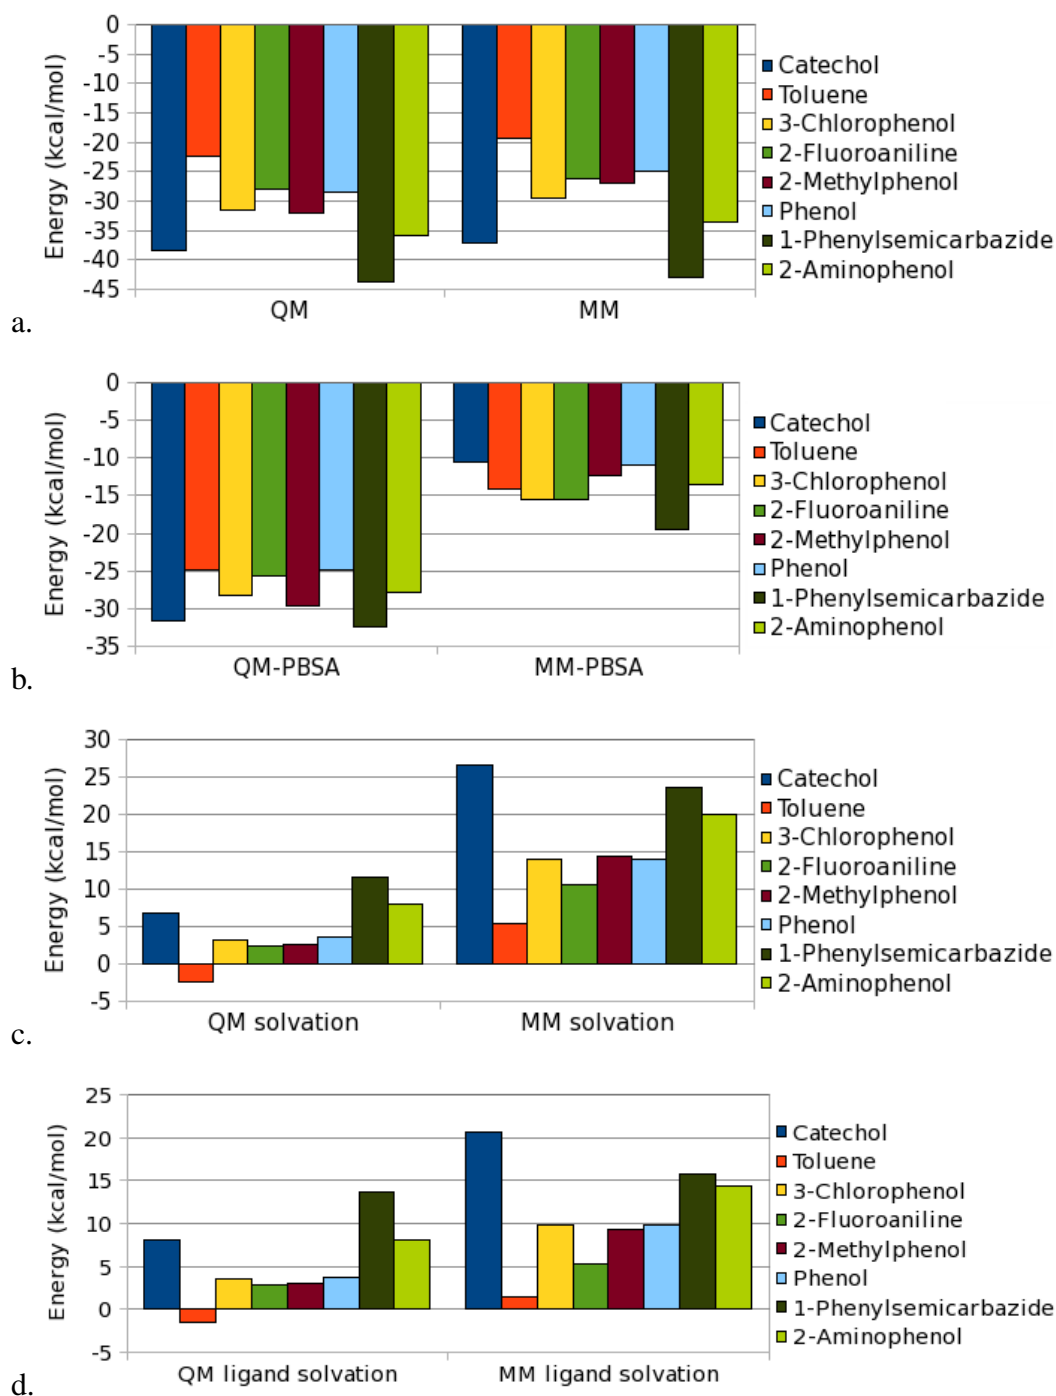 0
-5
-10
-15
-20
-25
-30
-35
-40
-45
Energy (kcal/mol)
QM MM
Catechol
Toluene
3-Chlorophenol
2-Fluoroaniline
2-Methylphenol
Phenol
1-Phenylsemicarbazide
2-Aminophenol
a.
0
-5
-10
-15
-20
-25
-30
-35
Energy (kcal/mol)
QM-PBSA MM-PBSA
Catechol
Toluene
3-Chlorophenol
2-Fluoroaniline
2-Methylphenol
Phenol
1-Phenylsemicarbazide
2-Aminophenol
b.
30
25
20
15
10
5
0
-5
Energy (kcal/mol)
QM solvation MM solvation
Catechol
Toluene
3-Chlorophenol
2-Fluoroaniline
2-Methylphenol
Phenol
1-Phenylsemicarbazide
2-Aminophenol
c.
25
20
15
10
5
0
-5
Energy (kcal/mol)
QM ligand solvation MM ligand solvation
Catechol
Toluene
3-Chlorophenol
2-Fluoroaniline
2-Methylphenol
Phenol
1-Phenylsemicarbazide
2-Aminophenol
d.